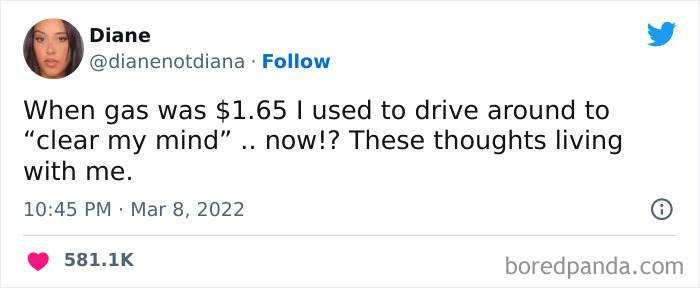 Diane
@dianenotdiana · Follow
When gas was $1.65 I used to drive around to
“clear my mind” .. now!? These thoughts living
with me.
10:45 PM · Mar 8, 2022
581.1K
boredpanda.com